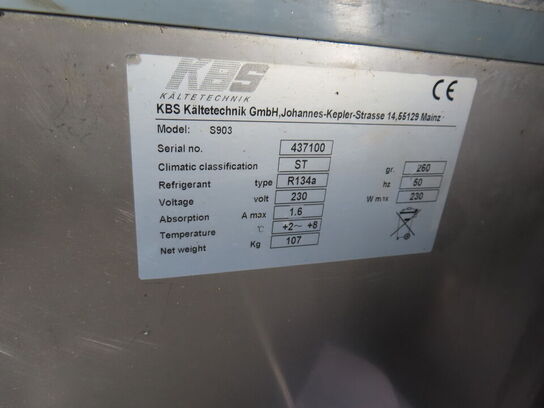 KBS
KÄLTETECHNIK
CE
KBS Kältetechnik GmbH,Johannes-Kepler-Strasse 14,55129 Mainz
Model: S903
Serial no. 437100
Climatic classification ST gr. 260
Refrigerant type R134a hz 50
Voltage volt 230 W max 230
Absorption A max 1.6
Temperature °C +2~ +8
Net weight Kg 107